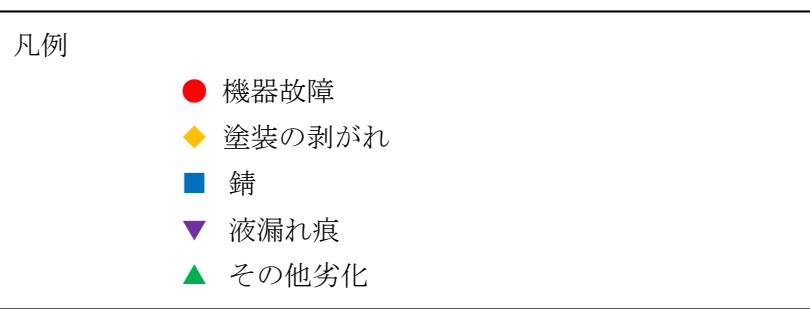 凡例
● 機器故障
◆ 塗装の剥がれ
■ 錆
▼ 液漏れ痕
▲ その他劣化